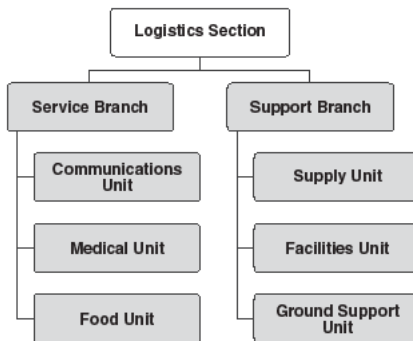 Logistics Section
Service Branch
Support Branch
Communications
Unit
Supply Unit
Medical Unit
Facilities Unit
Food Unit
Ground Support
Unit